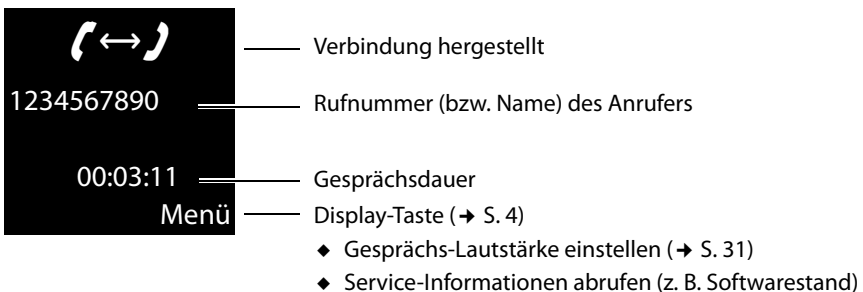 Verbindung hergestellt
1234567890 Rufnummer (bzw. Name) des Anrufers
00:03:11 Gesprächsdauer
Menü Display-Taste (➔ S. 4)
◆ Gesprächs-Lautstärke einstellen (➔ S. 31)
◆ Service-Informationen abrufen (z. B. Softwarestand)